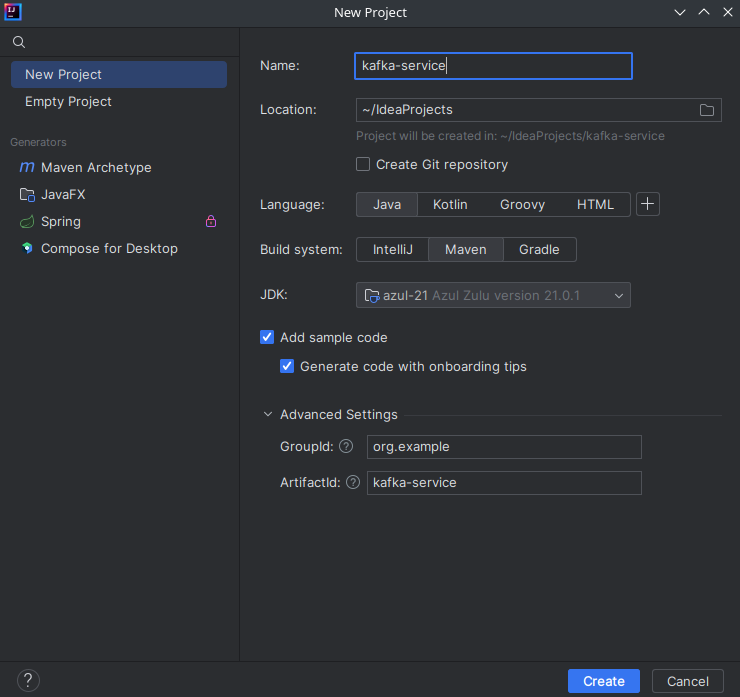 New Project
New Project
Empty Project
Generators
Maven Archetype
JavaFX
Spring
Compose for Desktop
Name: kafka-service
Location: ~/IdeaProjects
Project will be created in: ~/IdeaProjects/kafka-service
Create Git repository
Language: Java Kotlin Groovy HTML +
Build system: IntelliJ Maven Gradle
JDK: azul-21 Azul Zulu version 21.0.1
Add sample code
Generate code with onboarding tips
Advanced Settings
GroupId: ? org.example
ArtifactId: ? kafka-service
? Create Cancel